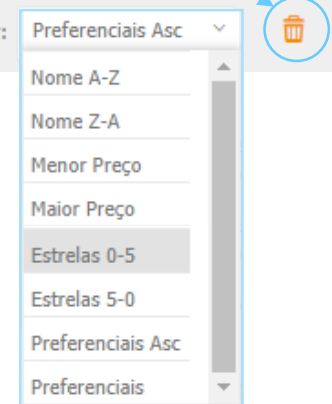 Preferenciais Asc
Nome A-Z
Nome Z-A
Menor Preço
Maior Preço
Estrelas 0-5
Estrelas 5-0
Preferenciais Asc
Preferenciais